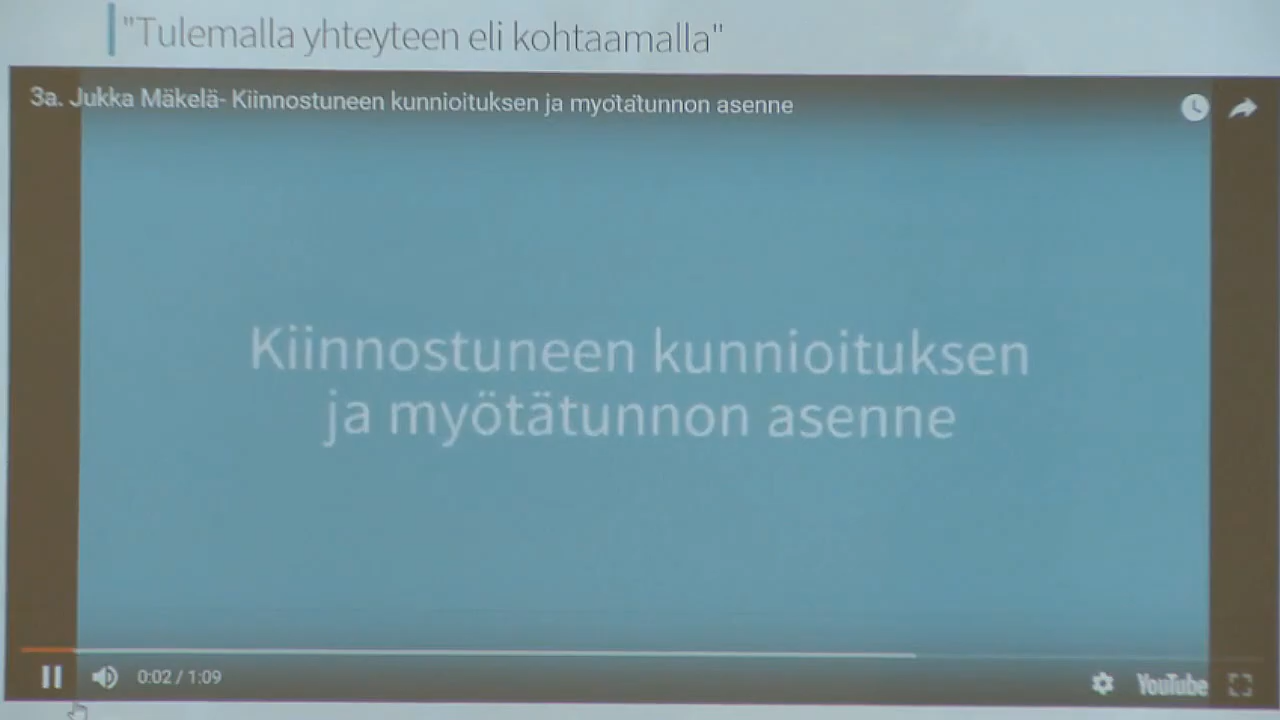 "Tulemalla yhteyteen eli kohtaamalla"
3a. Jukka Mäkelä- Kiinnostuneen kunnioituksen ja myötätunnon asenne
Kiinnostuneen kunnioituksen
ja myötätunnon asenne
0:02 / 1:09
YouTube